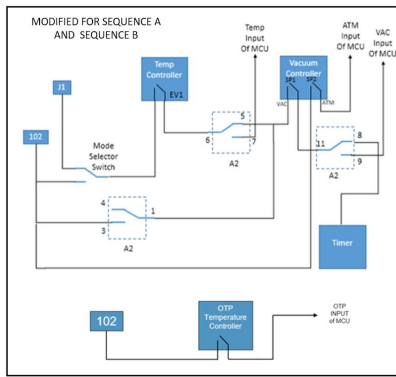 MODIFIED FOR SEQUENCE A
AND SEQUENCE B
Temp
Input
Of MCU
ATM
Input
Of MCU
VAC
Input
Of MCU
Temp
Controller
EV1
Vacuum
Controller
SP1 SP2
VAC
ATM
J1
102
Mode
Selector
Switch
5
6
7
A2
11
8
9
A2
4
1
3
A2
Timer
102
OTP
Temperature
Controller
OTP
INPUT
of MCU